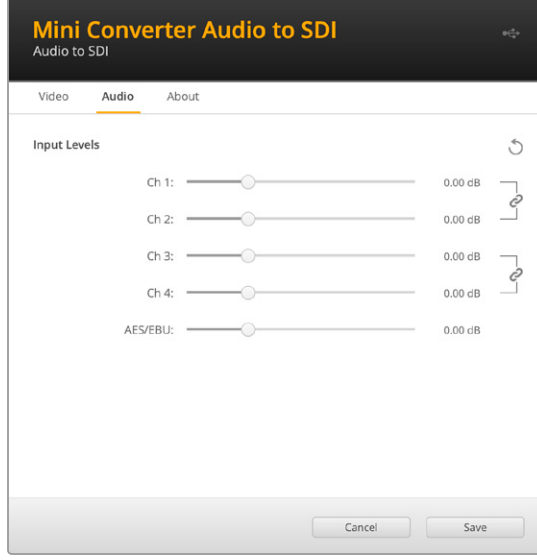 Mini Converter Audio to SDI
Audio to SDI
Video Audio About
Input Levels
Ch 1: 0.00 dB
Ch 2: 0.00 dB
Ch 3: 0.00 dB
Ch 4: 0.00 dB
AES/EBU: 0.00 dB
Cancel Save